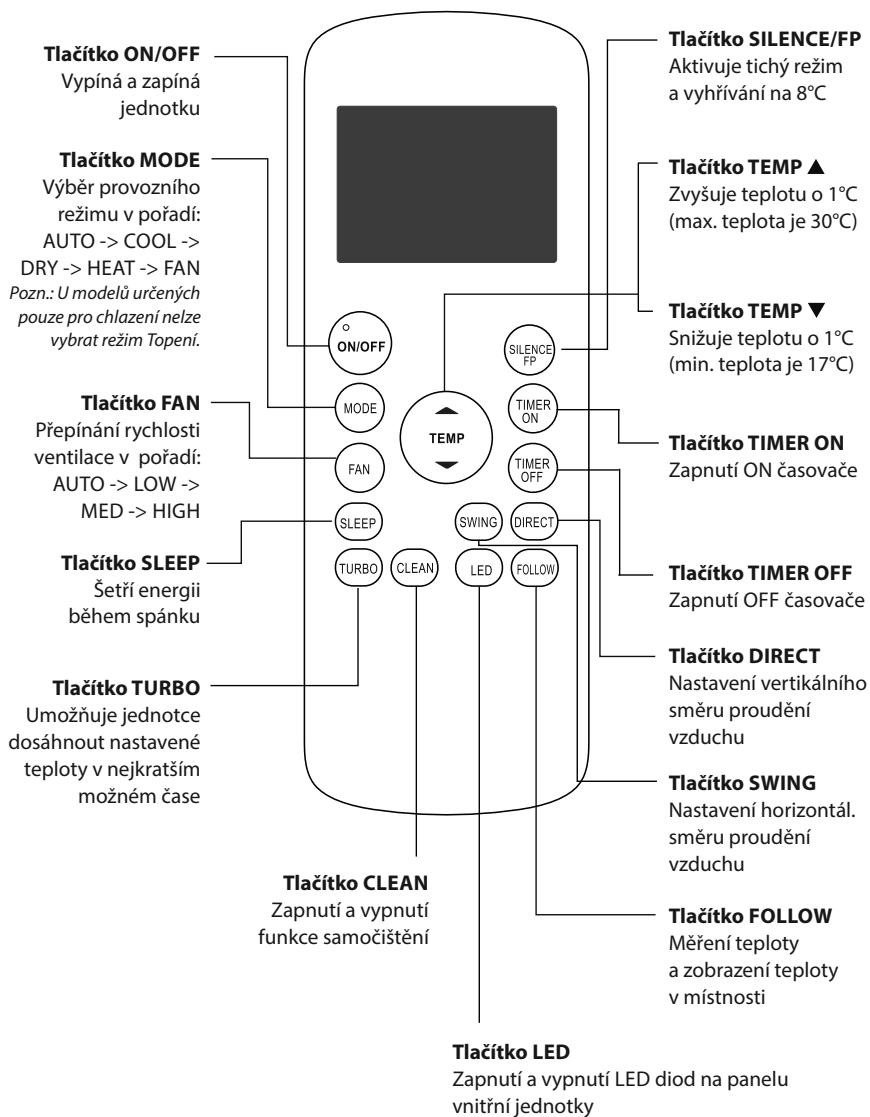 Tlačítko ON/OFF
Vypíná a zapíná
jednotku
Tlačítko MODE
Výběr provozního
režimu v pořadí:
AUTO -> COOL ->
DRY -> HEAT -> FAN
Pozn.: U modelů určených
pouze pro chlazení nelze
vybrat režim Topení.
Tlačítko FAN
Přepínání rychlosti
ventilace v pořadí:
AUTO -> LOW ->
MED -> HIGH
Tlačítko SLEEP
Šetří energii
během spánku
Tlačítko TURBO
Umožňuje jednotce
dosáhnout nastavené
teploty v nejkratším
možném čase
Tlačítko CLEAN
Zapnutí a vypnutí
funkce samočištění
ON/OFF
SILENCE
FP
MODE
TEMP
TIMER
ON
FAN
TIMER
OFF
SLEEP
SWING
DIRECT
TURBO
CLEAN
LED
FOLLOW
Tlačítko SILENCE/FP
Aktivuje tichý režim
a vyhřívání na 8°C
Tlačítko TEMP ▲
Zvyšuje teplotu o 1°C
(max. teplota je 30°C)
Tlačítko TEMP ▼
Snižuje teplotu o 1°C
(min. teplota je 17°C)
Tlačítko TIMER ON
Zapnutí ON časovače
Tlačítko TIMER OFF
Zapnutí OFF časovače
Tlačítko DIRECT
Nastavení vertikálního
směru proudění
vzduchu
Tlačítko SWING
Nastavení horizontál.
směru proudění
vzduchu
Tlačítko FOLLOW
Měření teploty
a zobrazení teploty
v místnosti
Tlačítko LED
Zapnutí a vypnutí LED diod na panelu
vnitřní jednotky